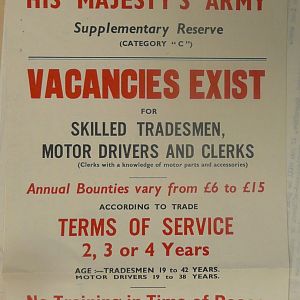 HIS MAJESTY'S ARMY
Supplementary Reserve
(CATEGORY "C")
VACANCIES EXIST
FOR
SKILLED TRADESMEN,
MOTOR DRIVERS AND CLERKS
(Clerks with a knowledge of motor parts and accessories)
Annual Bounties vary from £6 to £15
ACCORDING TO TRADE
TERMS OF SERVICE
2, 3 or 4 Years
AGE:—TRADESMEN 19 to 42 YEARS.
MOTOR DRIVERS 19 to 38 YEARS.
No Training in Time of Peace